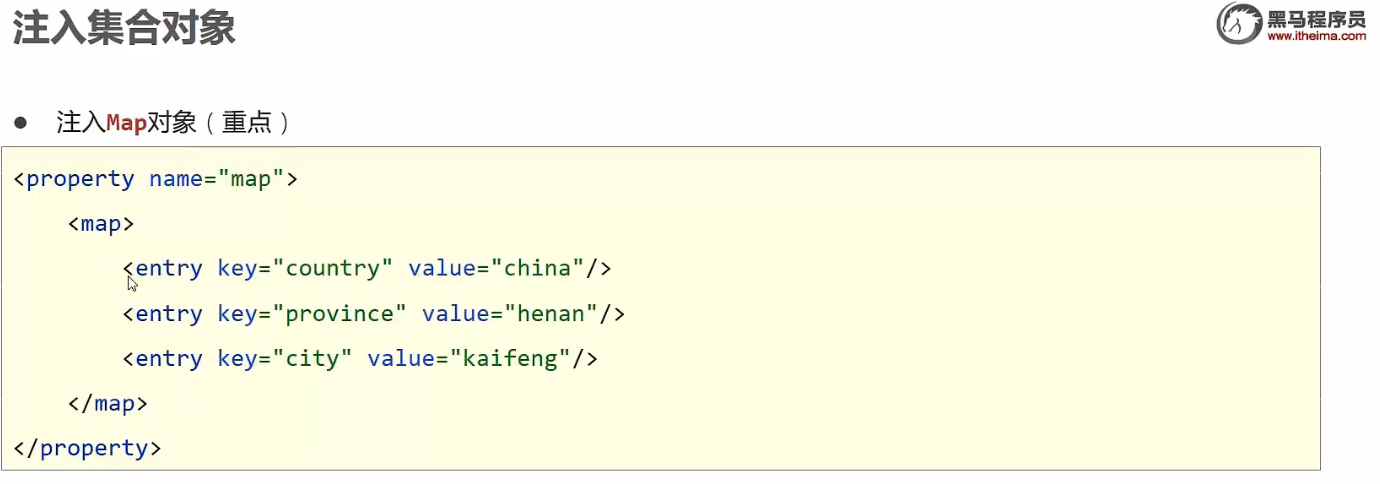 注入集合对象
黑马程序员
www.itheima.com
● 注入Map对象（重点）
<property name="map">
    <map>
        <entry key="country" value="china"/>
        <entry key="province" value="henan"/>
        <entry key="city" value="kaifeng"/>
    </map>
</property>